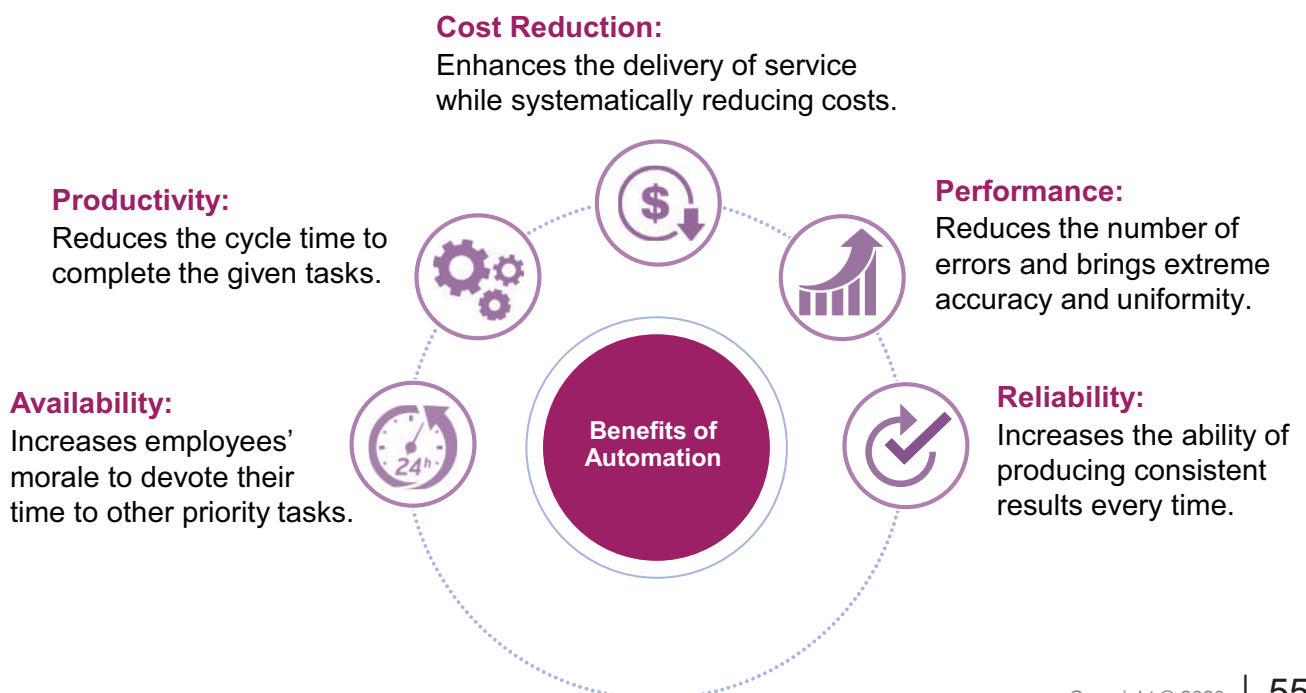 Cost Reduction:
Enhances the delivery of service
while systematically reducing costs.
$
Productivity:
Reduces the cycle time to
complete the given tasks.
Performance:
Reduces the number of
errors and brings extreme
accuracy and uniformity.
Availability:
Increases employees’
morale to devote their
time to other priority tasks.
24h
Benefits of
Automation
Reliability:
Increases the ability of
producing consistent
results every time.
55